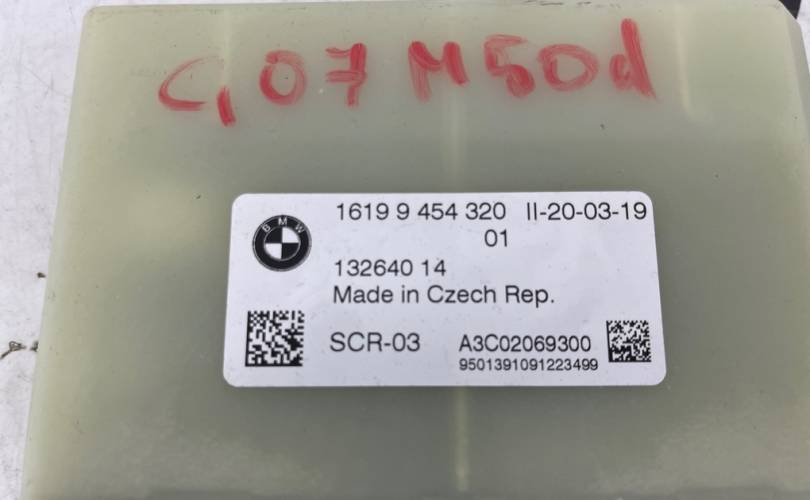 G07 M50d
BMW
1619 9 454 320 II-20-03-19
01
132640 14
Made in Czech Rep.
SCR-03 A3C02069300
9501391091223499